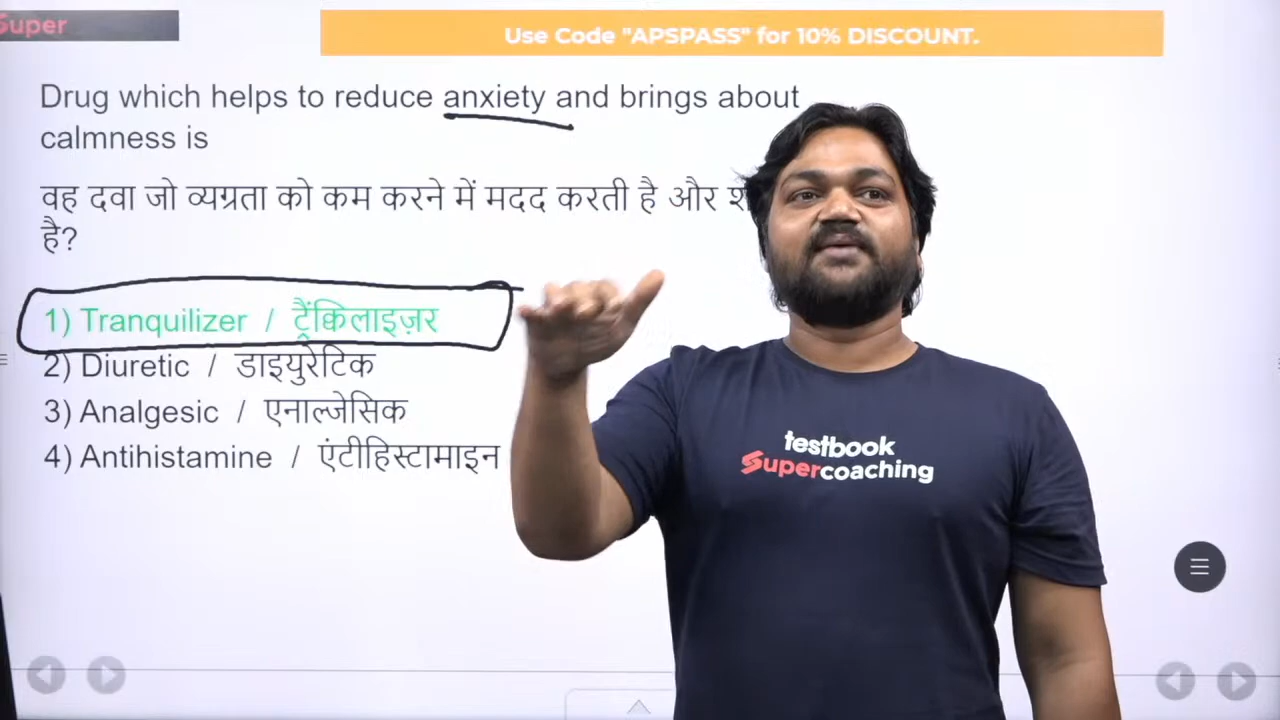 Super
Use Code "APSPASS" for 10% DISCOUNT.
Drug which helps to reduce anxiety and brings about
calmness is
वह दवा जो व्यग्रता को कम करने में मदद करती है और
है?
1) Tranquilizer / ट्रैंक्विलाइज़र
2) Diuretic / डाइयुरेटिक
3) Analgesic / एनाल्जेसिक
4) Antihistamine / एंटीहिस्टामाइन
testbook
Supercoaching